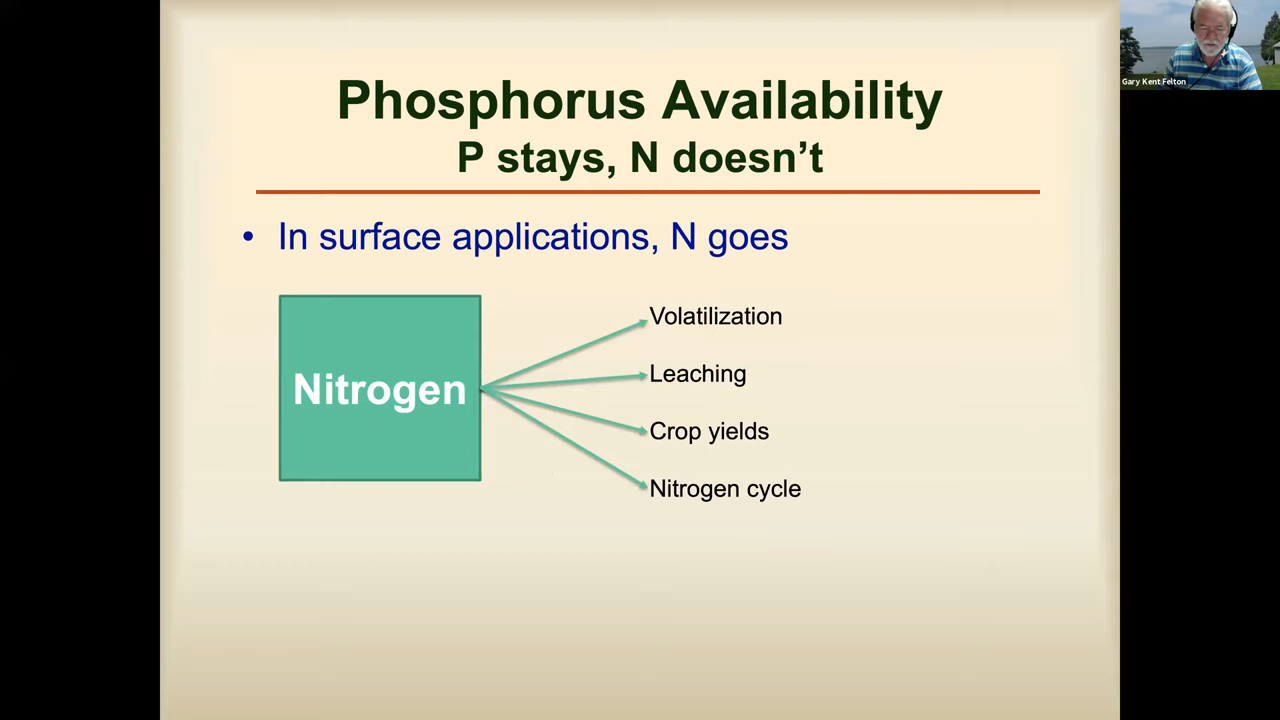 Phosphorus Availability
P stays, N doesn’t
• In surface applications, N goes
Nitrogen
Volatilization
Leaching
Crop yields
Nitrogen cycle
Gary Kent Felton